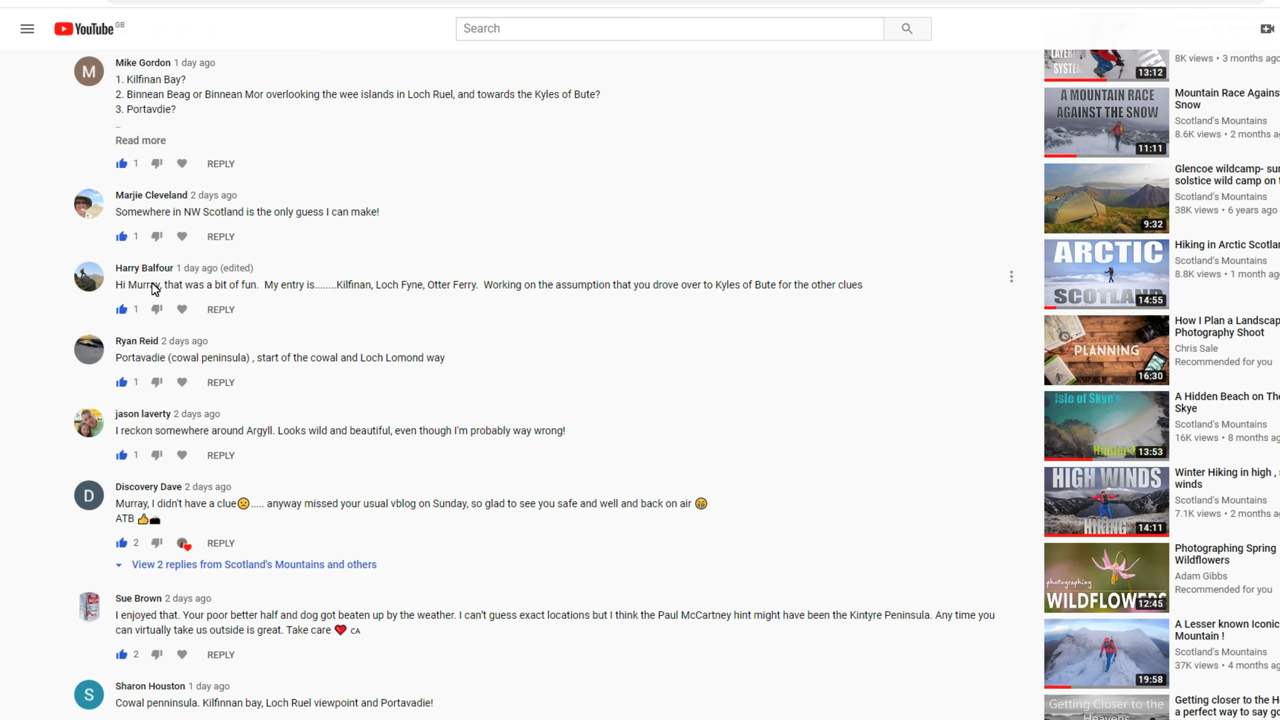 YouTube GB
Search
Mike Gordon 1 day ago
1. Kilfinan Bay?
2. Binnean Beag or Binnean Mor overlooking the wee islands in Loch Ruel, and towards the Kyles of Bute?
3. Portavdie?
..
Read more
1 REPLY
Marjie Cleveland 2 days ago
Somewhere in NW Scotland is the only guess I can make!
1 REPLY
Harry Balfour 1 day ago (edited)
Hi Murray, that was a bit of fun. My entry is........Kilfinan, Loch Fyne, Otter Ferry. Working on the assumption that you drove over to Kyles of Bute for the other clues
1 REPLY
Ryan Reid 2 days ago
Portavadie (cowal peninsula) , start of the cowal and Loch Lomond way
1 REPLY
jason laverty 2 days ago
I reckon somewhere around Argyll. Looks wild and beautiful, even though I'm probably way wrong!
1 REPLY
D
Discovery Dave 2 days ago
Murray, I didn't have a clue🙁..... anyway missed your usual vblog on Sunday, so glad to see you safe and well and back on air 😁
ATB 👍📷
2 REPLY
View 2 replies from Scotland's Mountains and others
Sue Brown 2 days ago
I enjoyed that. Your poor better half and dog got beaten up by the weather. I can't guess exact locations but I think the Paul McCartney hint might have been the Kintyre Peninsula. Any time you
can virtually take us outside is great. Take care ❤ CA
2 REPLY
S
Sharon Houston 1 day ago
Cowal penninsula. Kilfinnan bay, Loch Ruel viewpoint and Portavadie!
M
SYSTEM
13:12
8K views • 3 months ago
A MOUNTAIN RACE
AGAINST THE SNOW
11:11
Mountain Race Agains
Snow
Scotland's Mountains
8.6K views • 2 months a
9:32
Glencoe wildcamp- su
solstice wild camp on
Scotland's Mountains
38K views • 6 years ago
ARCTIC
SCOTLAND
14:55
Hiking in Arctic Scotla
Scotland's Mountains
8.8K views • 1 month a
PLANNING
16:30
How I Plan a Landscap
Photography Shoot
Chris Sale
Recommended for you
Isle of Skye's
Hidden
13:53
A Hidden Beach on The
Skye
Scotland's Mountains
16K views • 8 months a
HIGH WINDS
HIKING
14:11
Winter Hiking in high , s
winds
Scotland's Mountains
7.1K views • 2 months a
photographing
WILDFLOWERS
12:45
Photographing Spring
Wildflowers
Adam Gibbs
Recommended for you
19:58
A Lesser known Iconic
Mountain !
Scotland's Mountains
37K views • 4 months a
Getting Closer to the
Heavens
Getting closer to the H
a perfect way to say go